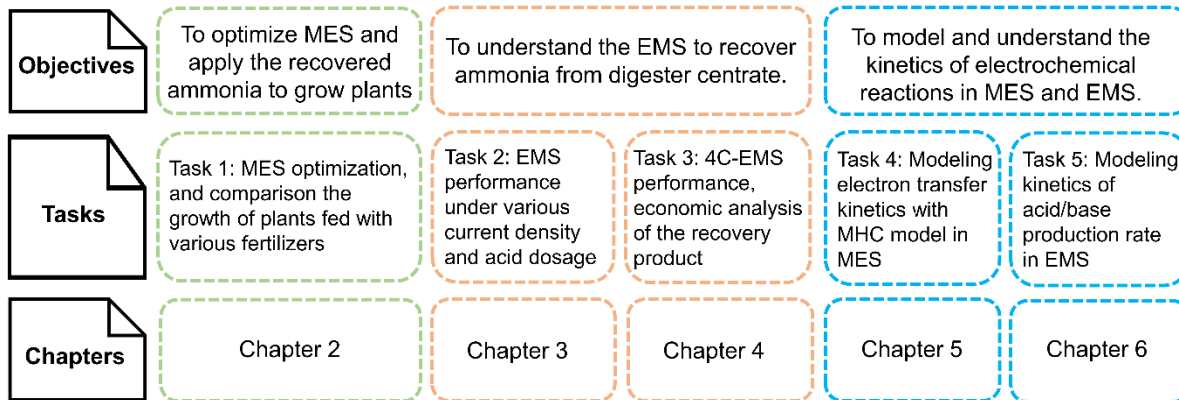 Objectives
To optimize MES and
apply the recovered
ammonia to grow plants
To understand the EMS to recover
ammonia from digester centrate.
To model and understand the
kinetics of electrochemical
reactions in MES and EMS.
Tasks
Task 1: MES optimization,
and comparison the
growth of plants fed with
various fertilizers
Task 2: EMS
performance
under various
current density
and acid dosage
Task 3: 4C-EMS
performance,
economic analysis
of the recovery
product
Task 4: Modeling
electron transfer
kinetics with
MHC model in
MES
Task 5: Modeling
kinetics of
acid/base
production rate
in EMS
Chapters
Chapter 2
Chapter 3
Chapter 4
Chapter 5
Chapter 6